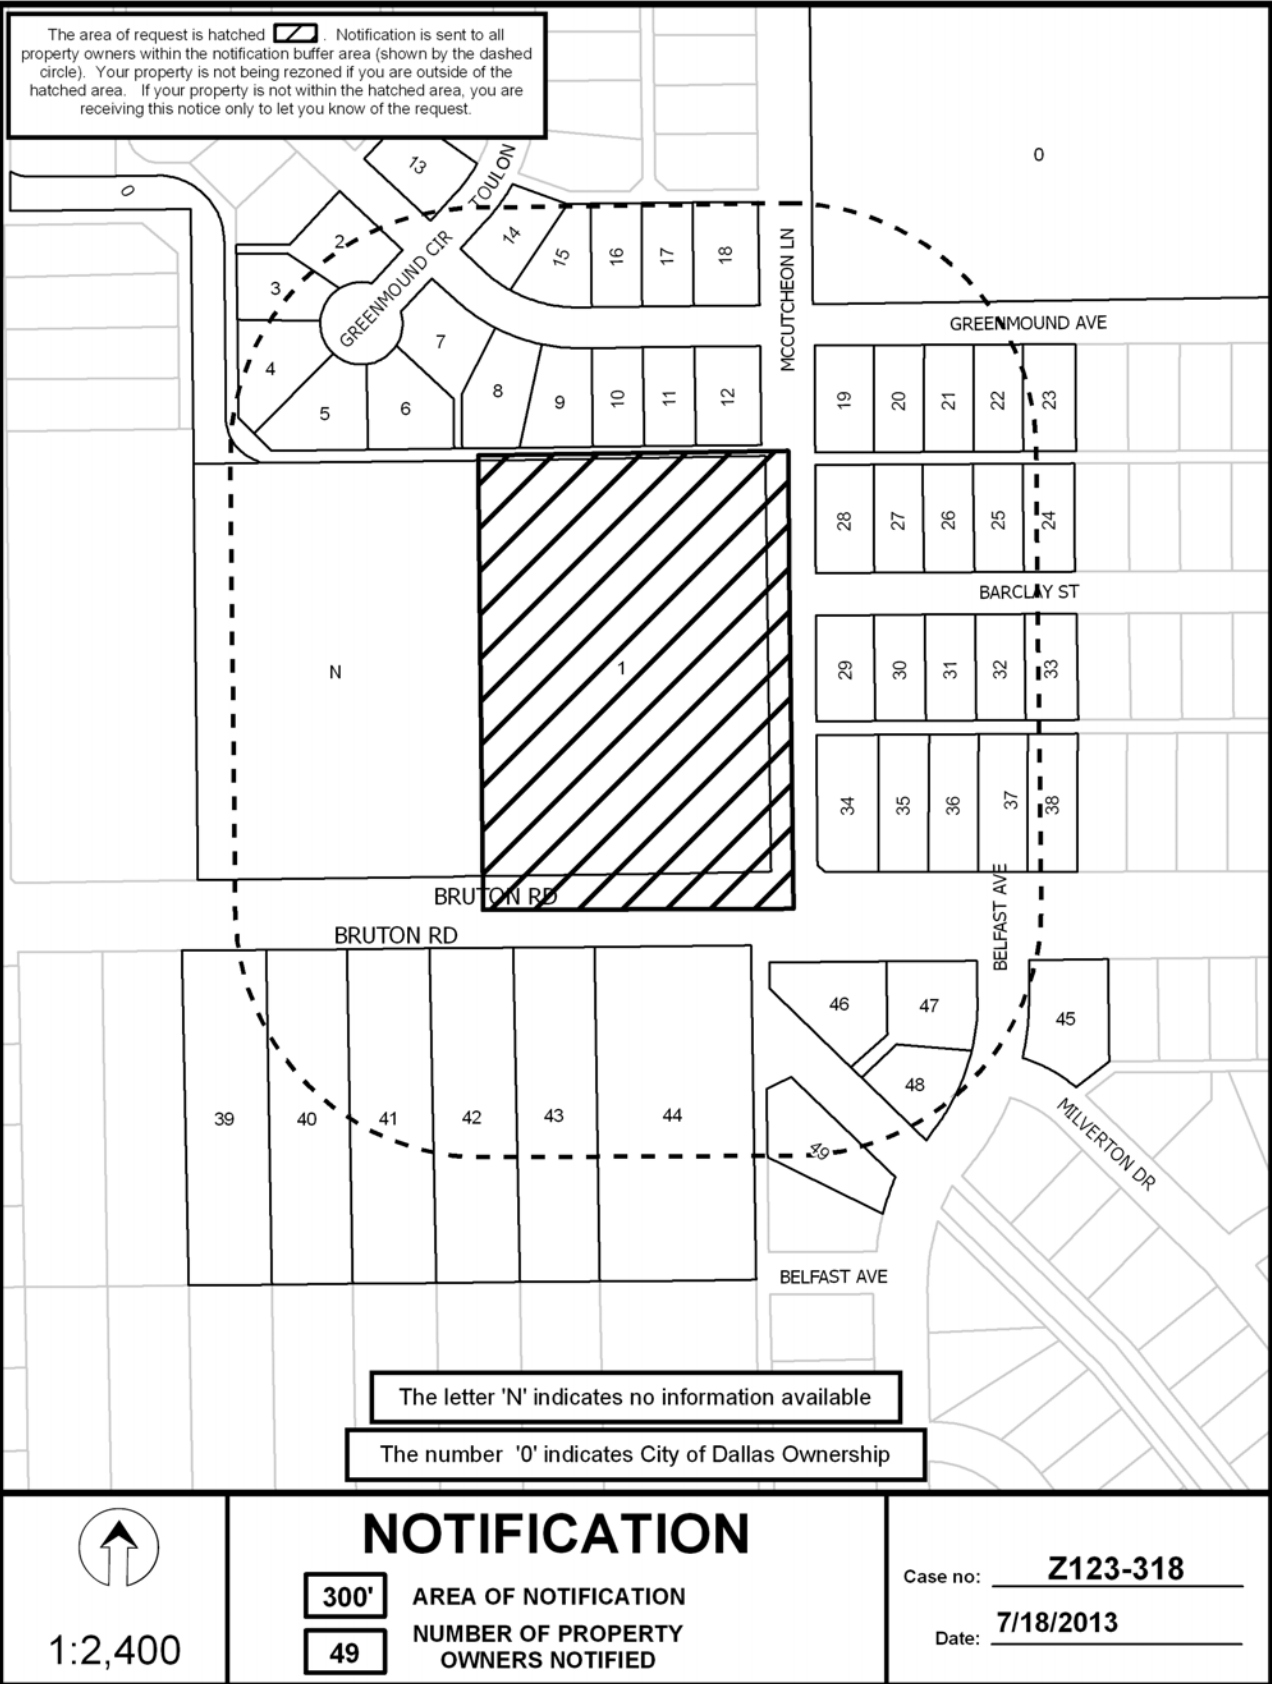 The area of request is hatched . Notification is sent to all
property owners within the notification buffer area (shown by the dashed
circle). Your property is not being rezoned if you are outside of the
hatched area. If your property is not within the hatched area, you are
receiving this notice only to let you know of the request.
13
TOULON
0
0
2
14
15
16
17
18
MCCUTCHEON LN
3
GREENMOUND CIR
GREENMOUND AVE
7
4
5
6
8
9
10
11
12
19
20
21
22
23
28
27
26
25
24
BARCLAY ST
N
1
29
30
31
32
33
34
35
36
37
38
BRUTON RD
BRUTON RD
BELFAST AVE
46
47
45
48
39
40
41
42
43
44
49
MILVERTON DR
BELFAST AVE
The letter 'N' indicates no information available
The number '0' indicates City of Dallas Ownership
1:2,400
NOTIFICATION
300' AREA OF NOTIFICATION
49 NUMBER OF PROPERTY
OWNERS NOTIFIED
Case no: Z123-318
Date: 7/18/2013